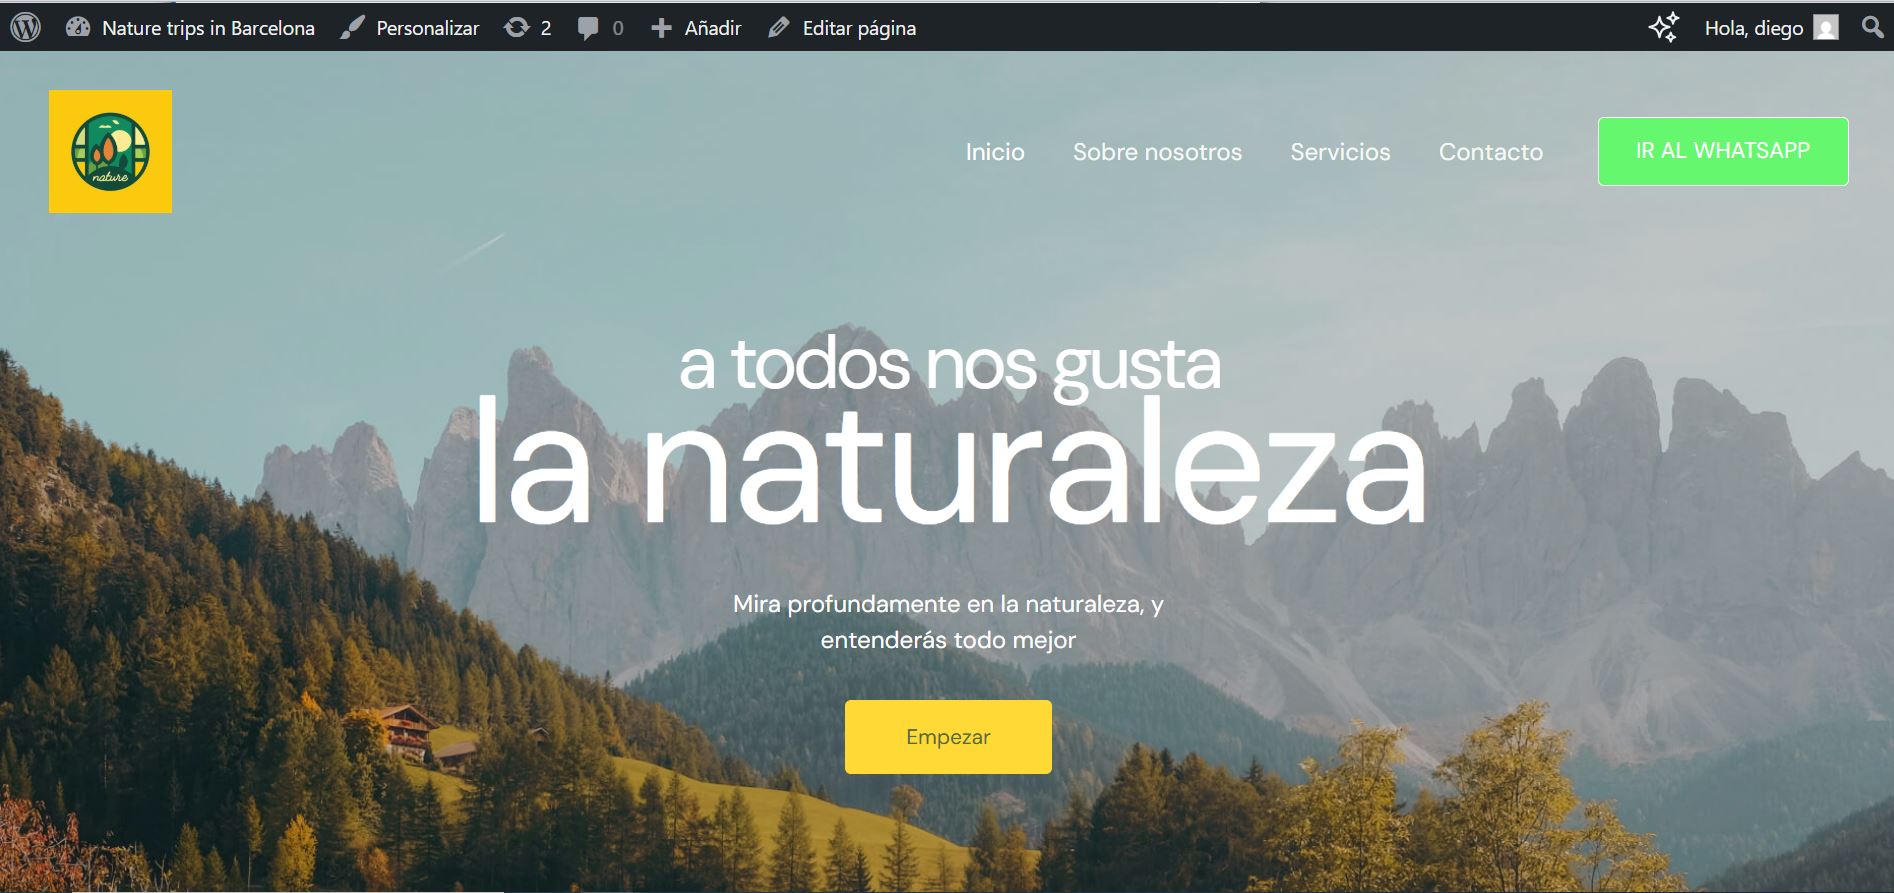 Nature trips in Barcelona Personalizar 2 0 Añadir Editar página Hola, diego
nature
Inicio Sobre nosotros Servicios Contacto IR AL WHATSAPP
a todos nos gusta
la naturaleza
Mira profundamente en la naturaleza, y
entenderás todo mejor
Empezar